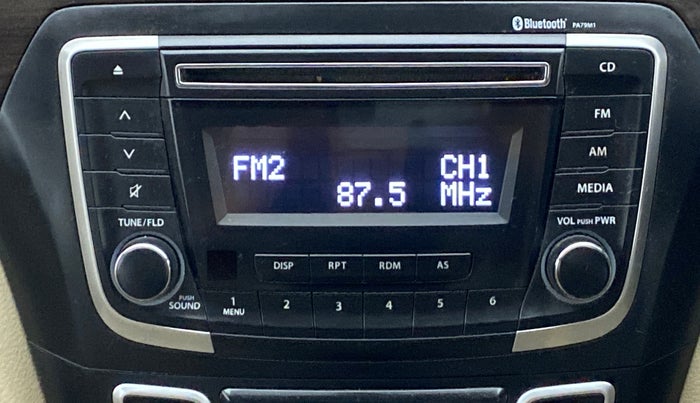 Bluetooth PA79M1
CD
FM
AM
MEDIA
FM2 CH1
87.5 MHz
TUNE/FLD
VOL PUSH PWR
DISP RPT RDM AS
PUSH
SOUND
1 2 3 4 5 6
MENU